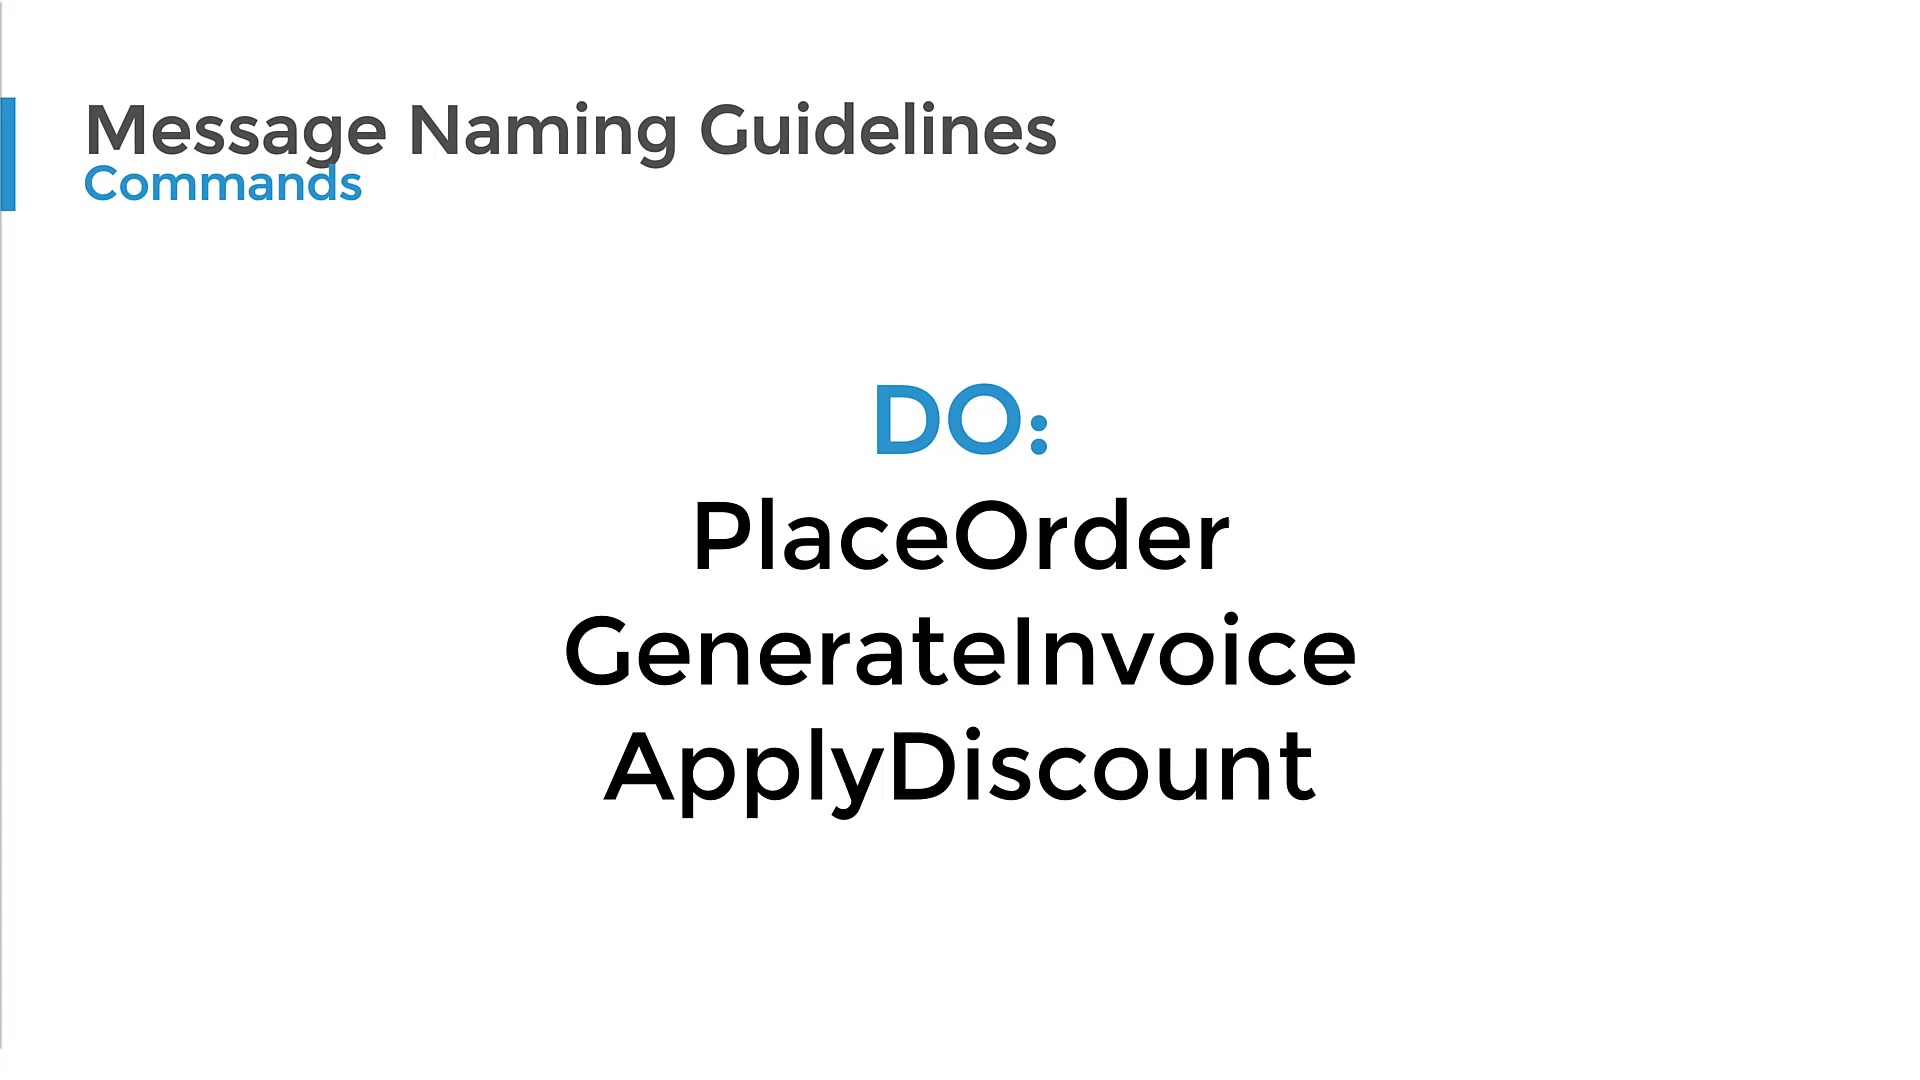 Message Naming Guidelines
Commands
DO:
PlaceOrder
GenerateInvoice
ApplyDiscount